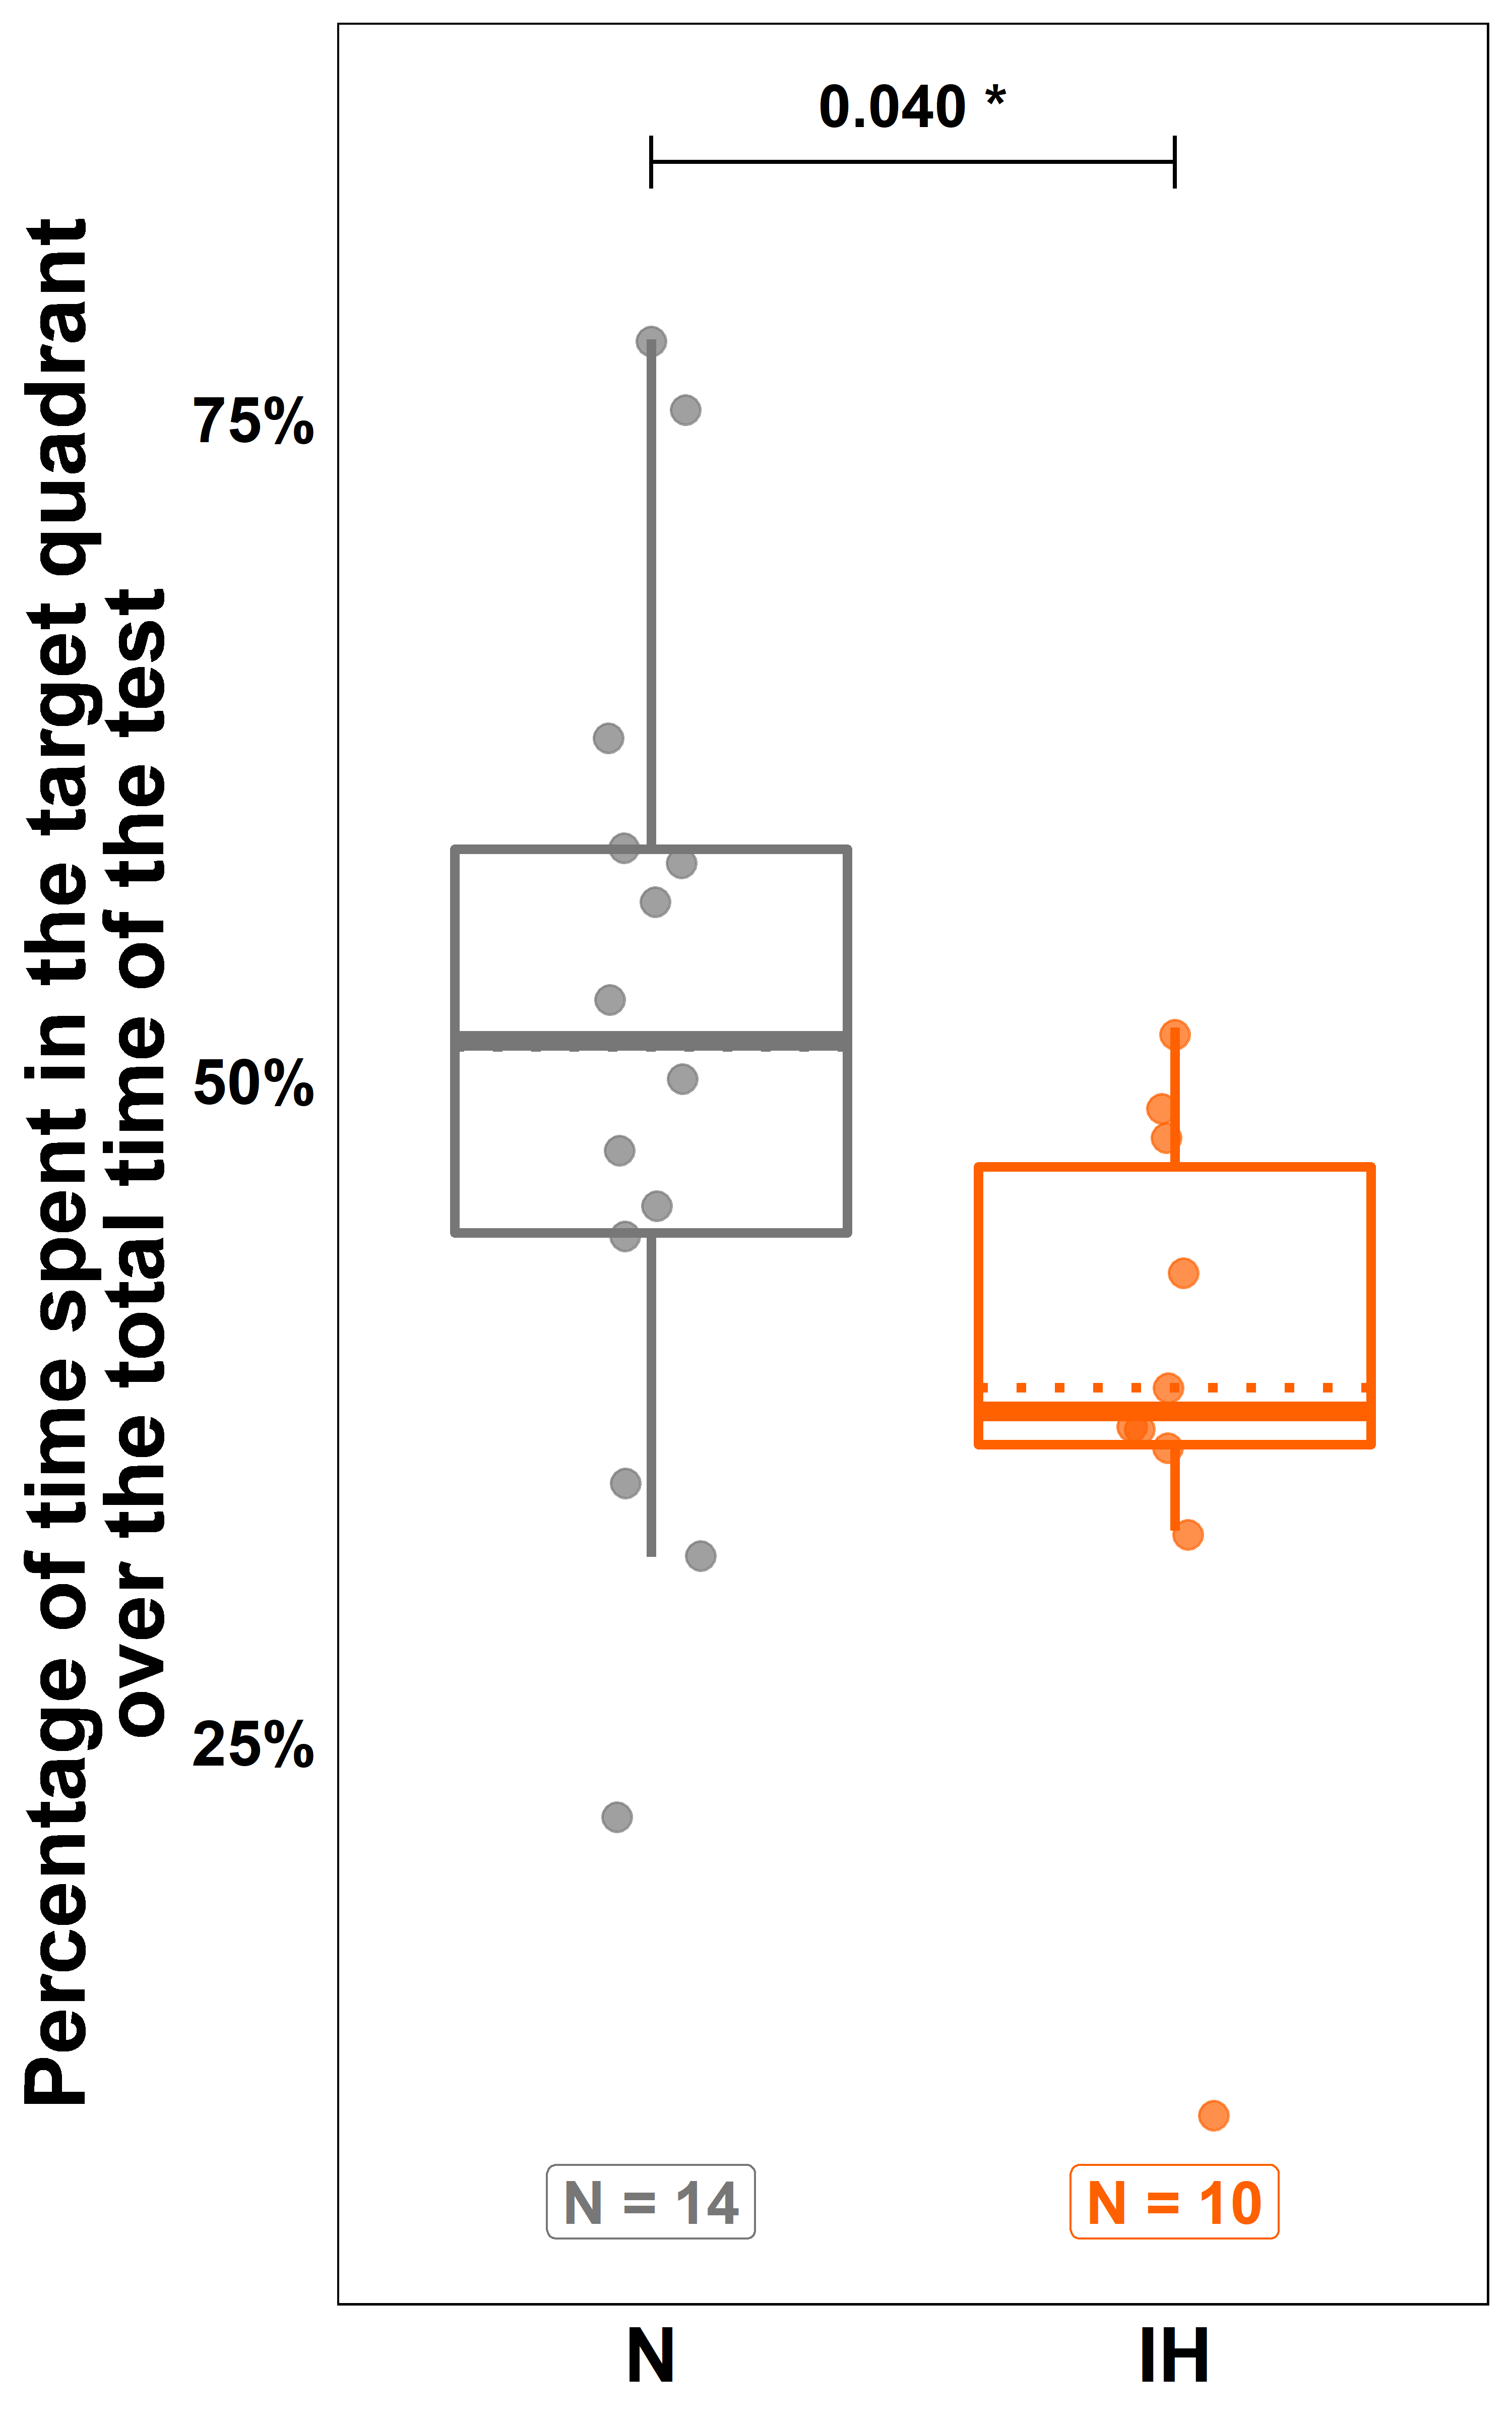 Percentage of time spent in the target quadrant
over the total time of the test
0.040 *
75%
50%
25%
N = 14
N = 10
N
IH